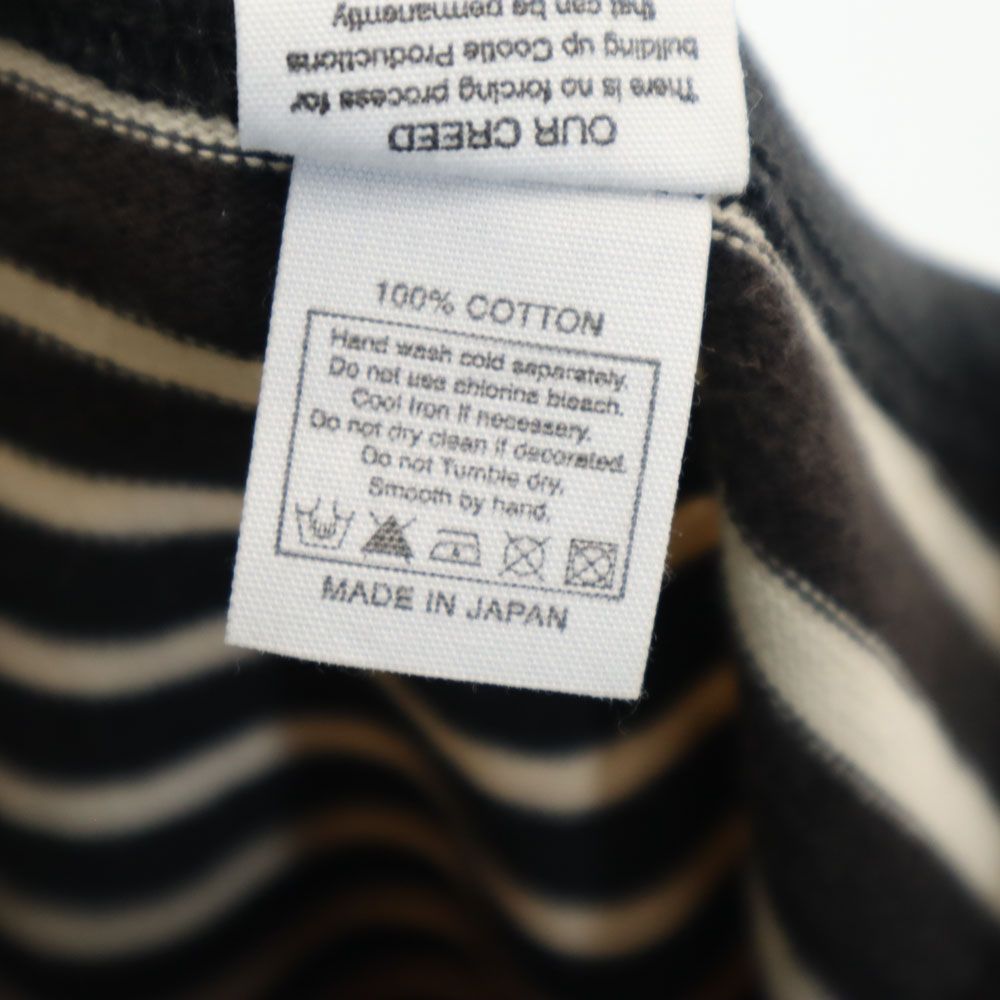 OUR CREED
There is no forcing process for
building up Cootie Productions
that can be permanently
100% COTTON
Hand wash cold separately.
Do not use chlorine bleach.
Cool Iron if necessary.
Do not dry clean if decorated.
Do not Tumble dry.
Smooth by hand.
MADE IN JAPAN